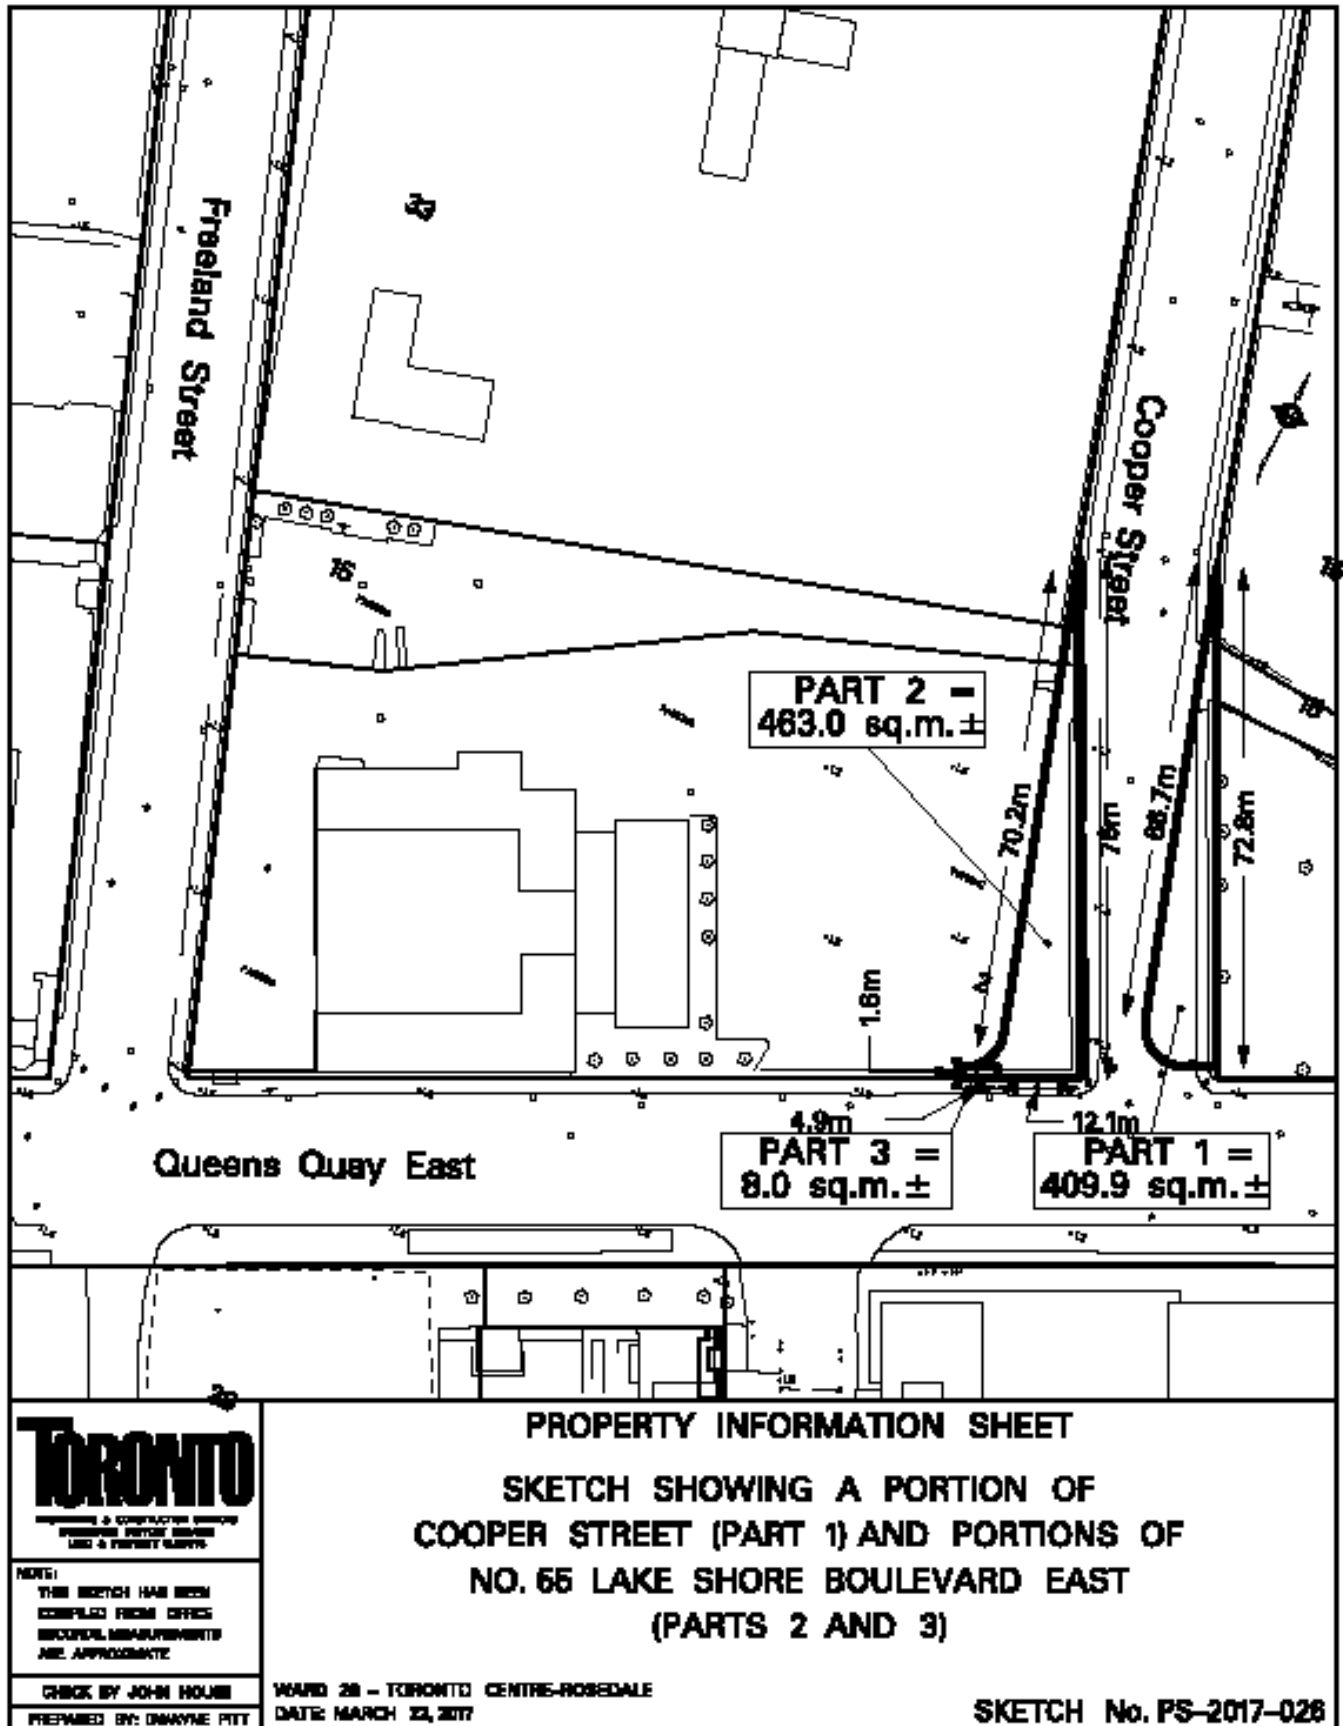 Freeland Street
Cooper Street
PART 2 =
463.0 sq.m.±
70.2m
75m
68.7m
72.8m
1.6m
4.9m
12.1m
PART 3 =
8.0 sq.m.±
PART 1 =
409.9 sq.m.±
Queens Quay East
TORONTO
NOTE:
THIS SKETCH HAS BEEN
COMPILED FROM OFFICE
RECORDS. MEASUREMENTS
ARE APPROXIMATE
CHECK BY JOHN HOUSE
PREPARED BY: DWAYNE PITT
PROPERTY INFORMATION SHEET
SKETCH SHOWING A PORTION OF
COOPER STREET (PART 1) AND PORTIONS OF
NO. 55 LAKE SHORE BOULEVARD EAST
(PARTS 2 AND 3)
WARD 28 - TORONTO CENTRE-ROSEDALE
DATE: MARCH 23, 2017
SKETCH No. PS-2017-026